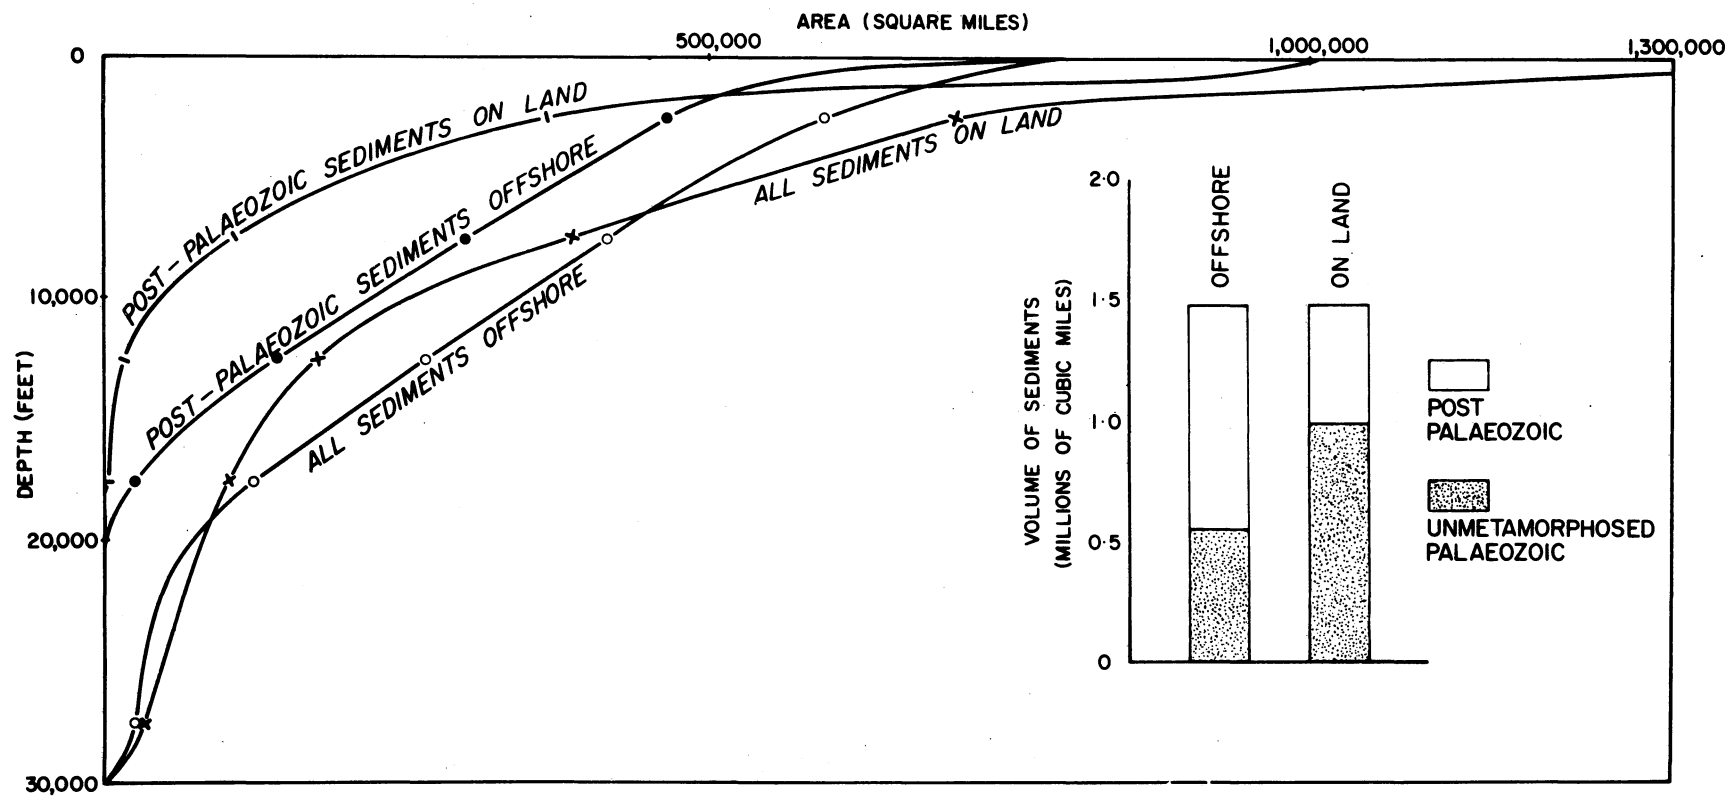 AREA (SQUARE MILES)
0
500,000
1,000,000
1,300,000
10,000
20,000
30,000
DEPTH (FEET)
POST-PALAEOZOIC SEDIMENTS ON LAND
POST-PALAEOZOIC SEDIMENTS OFFSHORE
ALL SEDIMENTS ON LAND
ALL SEDIMENTS OFFSHORE
VOLUME OF SEDIMENTS
(MILLIONS OF CUBIC MILES)
2·0
1·5
1·0
0·5
0
OFFSHORE
ON LAND
POST
PALAEOZOIC
UNMETAMORPHOSED
PALAEOZOIC